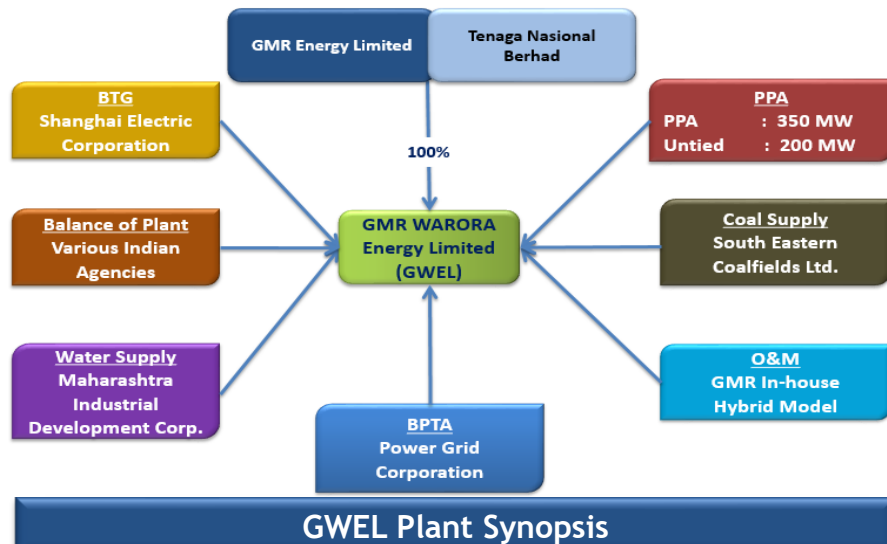 GMR Energy Limited
Tenaga Nasional
Berhad
BTG
Shanghai Electric
Corporation
100%
PPA
PPA : 350 MW
Untied : 200 MW
Balance of Plant
Various Indian
Agencies
GMR WARORA
Energy Limited
(GWEL)
Coal Supply
South Eastern
Coalfields Ltd.
Water Supply
Maharashtra
Industrial
Development Corp.
BPTA
Power Grid
Corporation
O&M
GMR In-house
Hybrid Model
GWEL Plant Synopsis